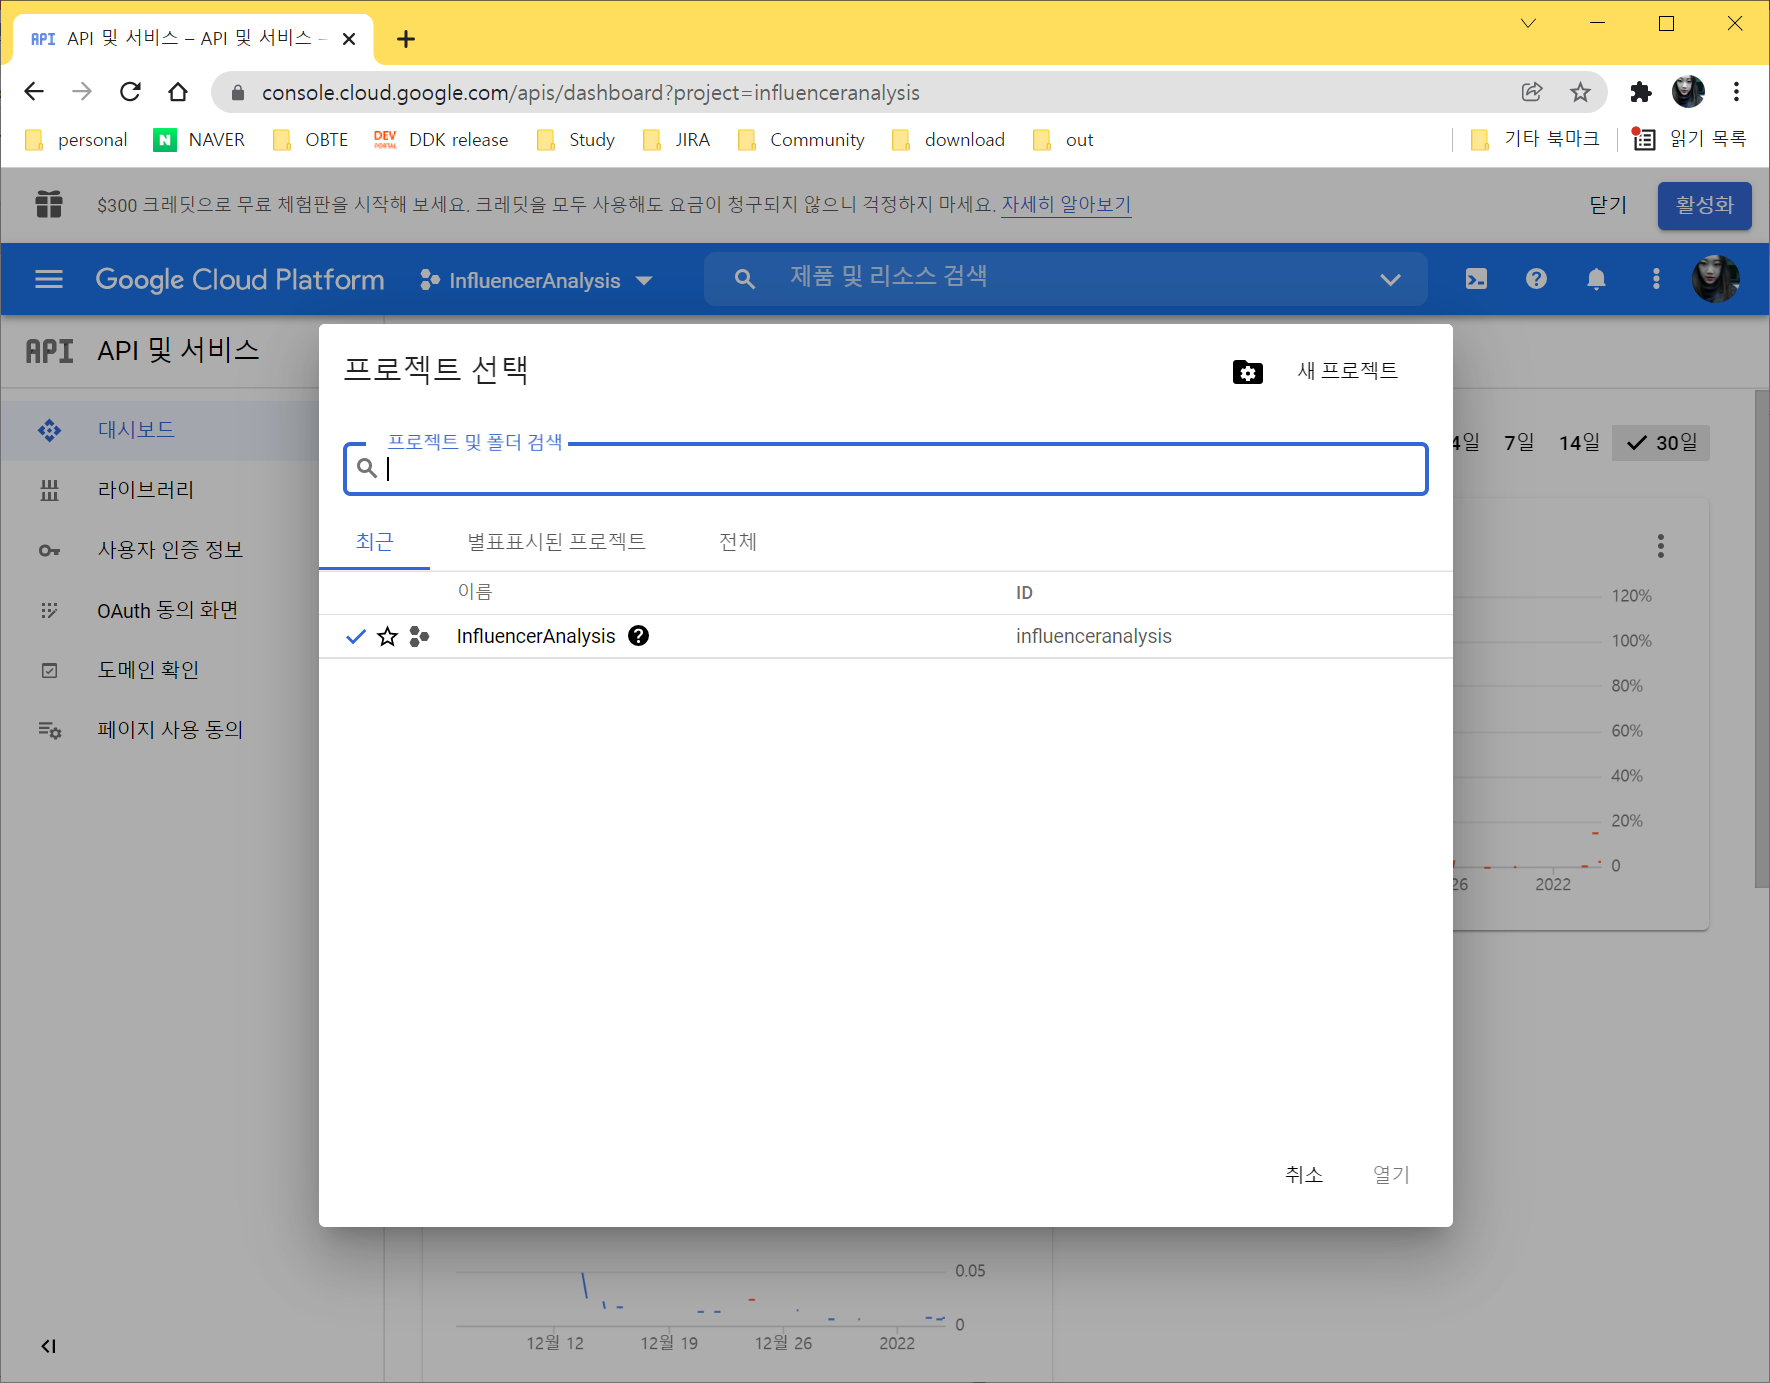 API API 및 서비스 – API 및 서비스 –
console.cloud.google.com/apis/dashboard?project=influenceranalysis
personal N NAVER OBTE DEV PORTAL DDK release Study JIRA Community download out 기타 북마크 읽기 목록
$300 크레딧으로 무료 체험판을 시작해 보세요. 크레딧을 모두 사용해도 요금이 청구되지 않으니 걱정하지 마세요. 자세히 알아보기 닫기 활성화
Google Cloud Platform InfluencerAnalysis 제품 및 리소스 검색
API API 및 서비스
대시보드
라이브러리
사용자 인증 정보
OAuth 동의 화면
도메인 확인
페이지 사용 동의
프로젝트 선택 새 프로젝트
프로젝트 및 폴더 검색
최근 별표표시된 프로젝트 전체
이름 ID
InfluencerAnalysis influenceranalysis
취소 열기
4일 7일 14일 30일
120%
100%
80%
60%
40%
20%
0
26 2022
0.05
0
12월 12 12월 19 12월 26 2022